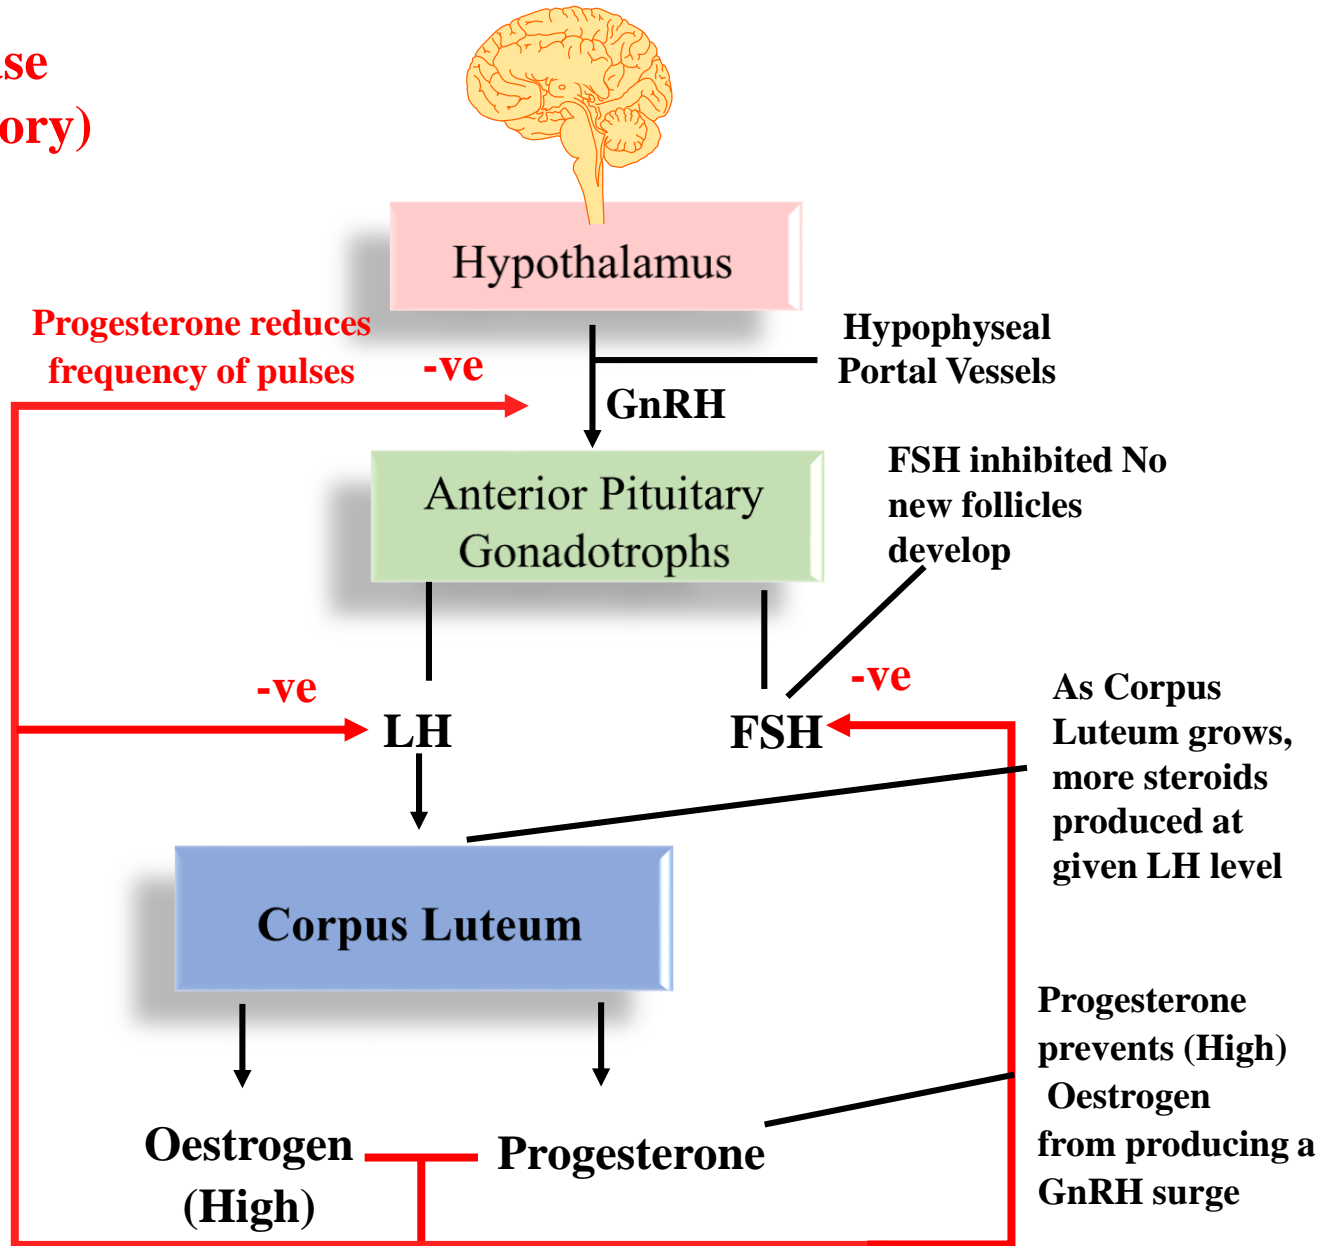 Hypothalamus
Progesterone reduces
frequency of pulses
-ve
Hypophyseal
Portal Vessels
GnRH
Anterior Pituitary
Gonadotrophs
FSH inhibited No
new follicles
develop
-ve
LH
FSH
-ve
As Corpus
Luteum grows,
more steroids
produced at
given LH level
Corpus Luteum
Oestrogen
(High)
Progesterone
Progesterone
prevents (High)
Oestrogen
from producing a
GnRH surge